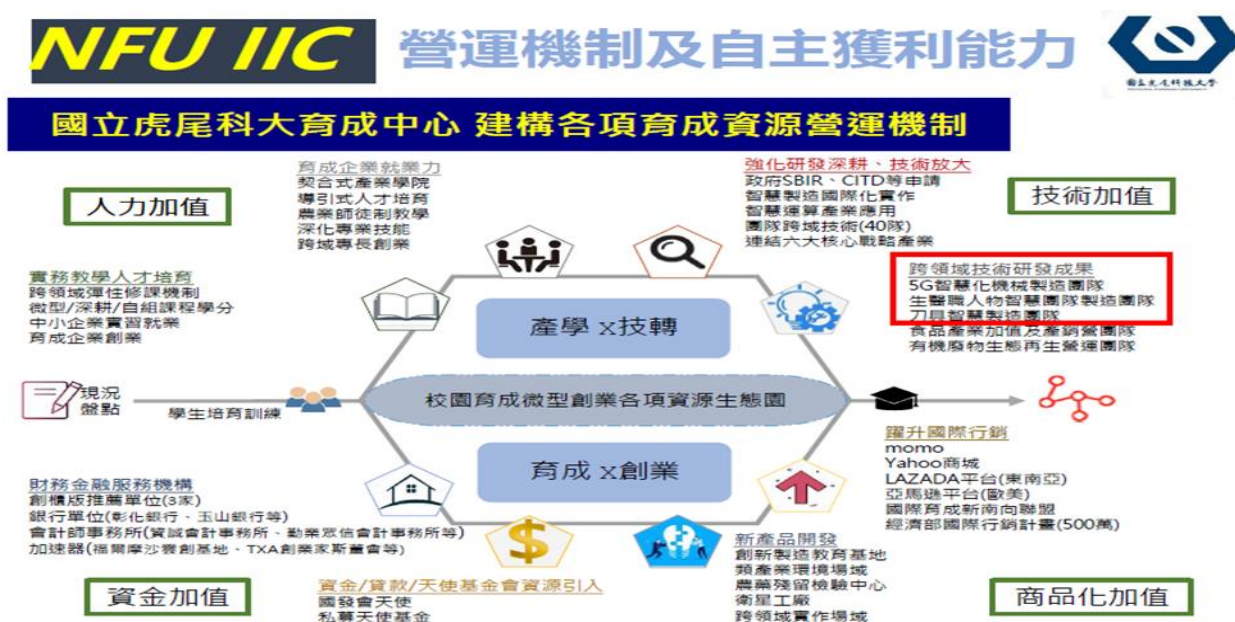 NFU IIC 營運機制及自主獲利能力
國立虎尾科技大學
國立虎尾科大育成中心 建構各項育成資源營運機制
人力加值
育成企業就業力
契合式產業學院
導引式人才培育
農業師徒制教學
深化專業技能
跨域專長創業
強化研發深耕、技術放大
政府SBIR、CITD等申請
智慧製造國際化實作
智慧運算產業應用
團隊跨域技術(40隊)
連結六大核心戰略產業
技術加值
實務教學人才培育
跨領域彈性修課機制
微型/深耕/自組課程學分
中小企業實習就業
育成企業創業
產學 x技轉
跨領域技術研發成果
5G智慧化機械製造團隊
生醫職人物智慧團隊製造團隊
刀具智慧製造團隊
食品產業加值及產銷營團隊
有機廢物生態再生營運團隊
現況
盤點
學生培育訓練
校園育成微型創業各項資源生態園
育成 x創業
躍升國際行銷
momo
Yahoo商城
LAZADA平台(東南亞)
亞馬遜平台(歐美)
國際育成新南向聯盟
經濟部國際行銷計畫(500萬)
財務金融服務機構
創櫃版推薦單位(3家)
銀行單位(彰化銀行、玉山銀行等)
會計師事務所(資誠會計事務所、勤業眾信會計事務所等)
加速器(福爾摩沙雲創基地、TXA創業家斯董會等)
資金加值
資金/貸款/天使基金會資源引入
國發會天使
私募天使基金
新產品開發
創新製造教育基地
類產業環境場域
農藥殘留檢驗中心
衛星工廠
跨領域實作場域
商品化加值